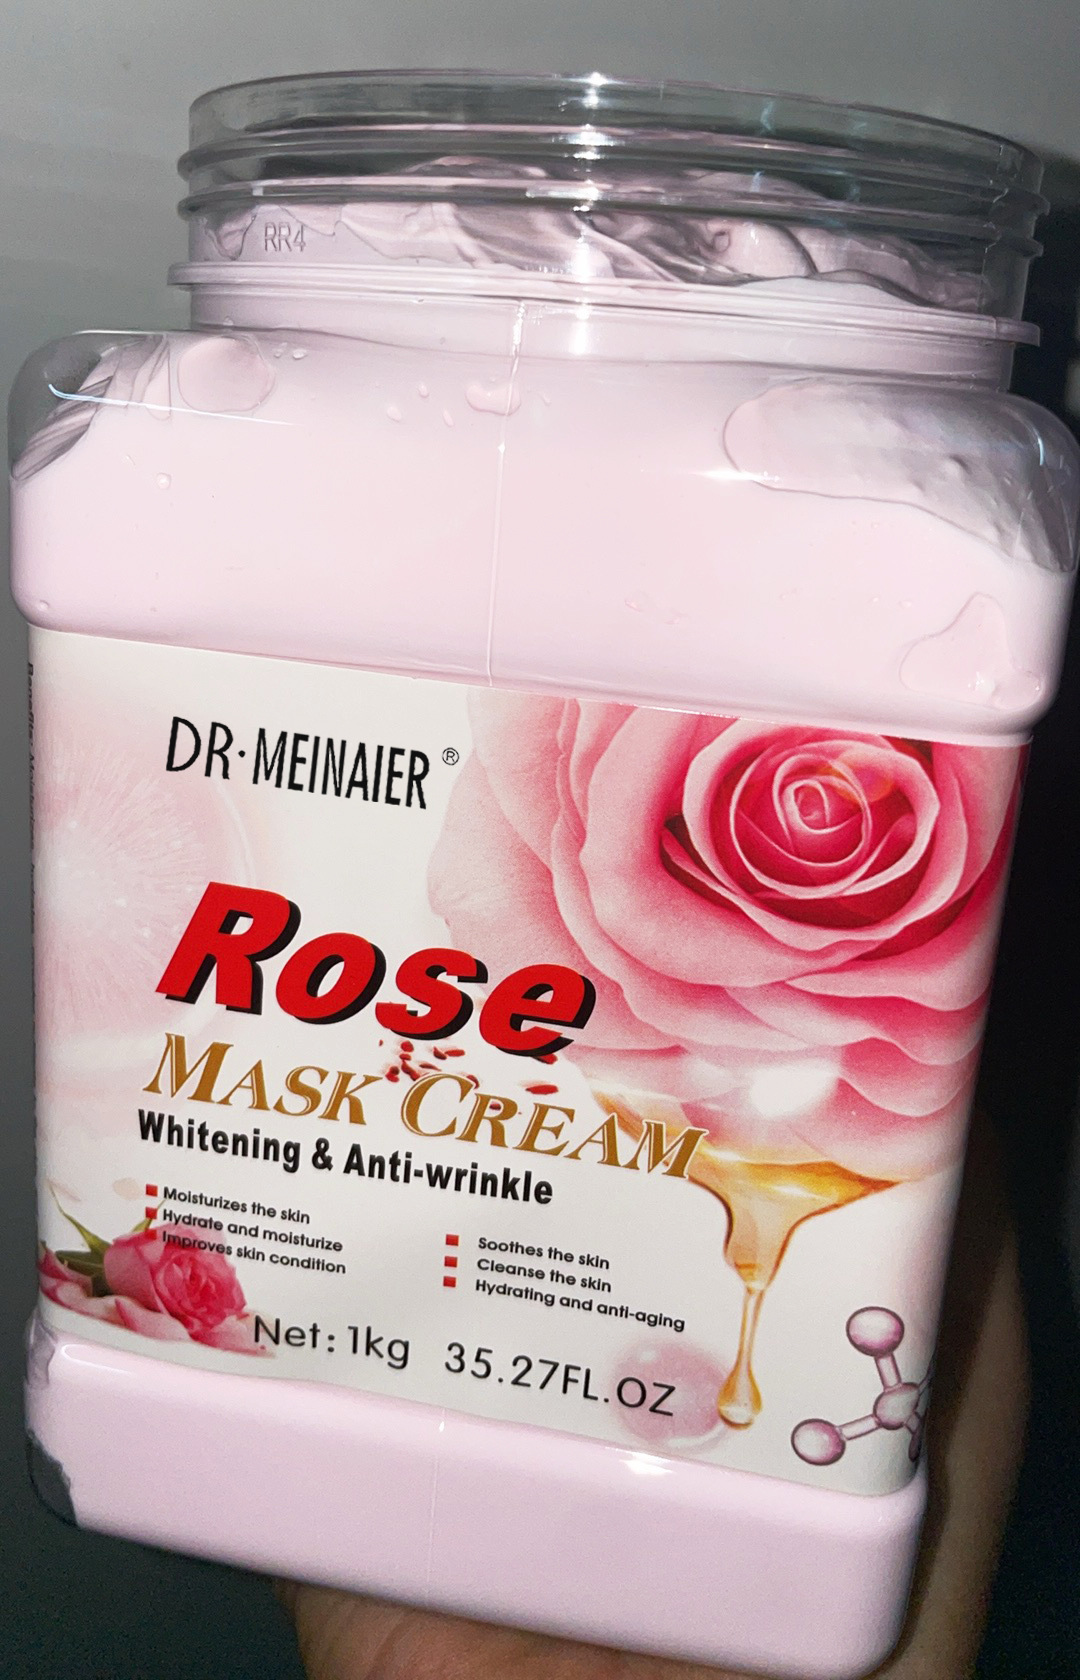 RR4
DR·MEINAIER®
Rose
MASK CREAM
Whitening & Anti-wrinkle
Moisturizes the skin
Hydrate and moisturize
Improves skin condition
Soothes the skin
Cleanse the skin
Hydrating and anti-aging
Net: 1kg 35.27FL.OZ